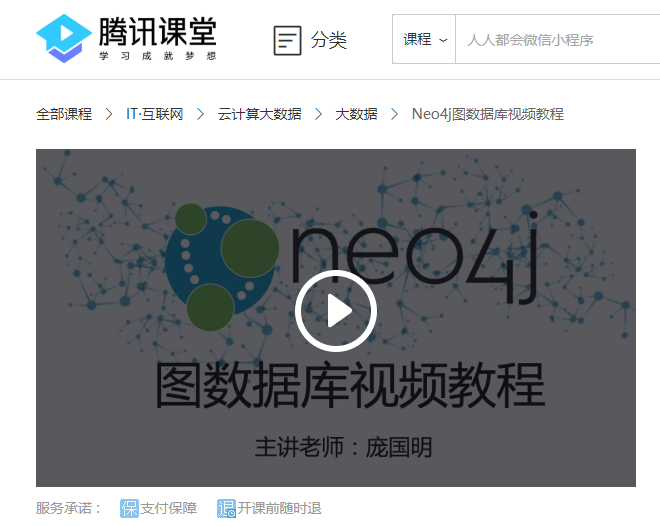 腾讯课堂
学习成就梦想
分类
课程
人人都会微信小程序
全部课程 > IT·互联网 > 云计算大数据 > 大数据 > Neo4j图数据库视频教程
neo4j
图数据库视频教程
主讲老师：庞国明
服务承诺： 保 支付保障 退 开课前随时退